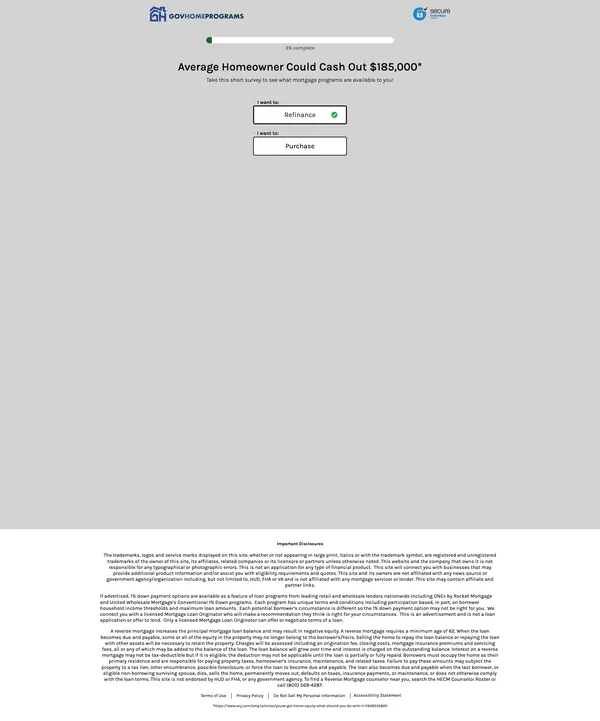 GOVHOMEPROGRAMS
secure
3% complete
Average Homeowner Could Cash Out $185,000*
Take this short survey to see what mortgage programs are available to you!
I want to:
Refinance
I want to:
Purchase
Important Disclosures
The trademarks, logos and service marks displayed on this site, whether or not appearing in large print, italics or with the trademark symbol, are registered and unregistered
trademarks of the owner of this site, its affiliates, related companies or its licensors or partners unless otherwise noted. This website and the company that owns it is not
responsible for any typographical or photographic errors. This is not an application for any type of financial product. This site will connect you with businesses that may
provide additional product information and/or assist you with eligibility requirements and quotes. This site and its owners are not affiliated with any news source or
government agency/organization including, but not limited to, HUD, FHA or VA and is not affiliated with any mortgage servicer or lender. This site may contain affiliate and
partner links.
If advertised, 1% down payment options are available as a feature of loan programs from leading retail and wholesale lenders nationwide including ONE+ by Rocket Mortgage
and United Wholesale Mortgage's Conventional 1% Down programs. Each program has unique terms and conditions including participation based, in part, on borrower
household income thresholds and maximum loan amounts. Each potential borrower's circumstance is different so the 1% down payment option may not be right for you. We
connect you with a licensed Mortgage Loan Originator who will make a recommendation they think is right for your circumstances. This is an advertisement and is not a loan
application or offer to lend. Only a licensed Mortgage Loan Originator can offer or negotiate terms of a loan.
A reverse mortgage increases the principal mortgage loan balance and may result in negative equity. A reverse mortgage requires a minimum age of 62. When the loan
becomes due and payable, some or all of the equity in the property may no longer belong to the borrower's/heirs. Selling the home to repay the loan balance or repaying the loan
with other assets will be necessary to retain the property. Charges will be assessed including an origination fee, closing costs, mortgage insurance premiums and servicing
fees, all or any of which may be added to the balance of the loan. The loan balance will grow over time and interest is charged on the outstanding balance. Interest on a reverse
mortgage may not be tax-deductible but if it is eligible, the deduction may not be applicable until the loan is partially or fully repaid. Borrowers must occupy the home as their
primary residence and are responsible for paying property taxes, homeowner's insurance, maintenance, and related taxes. Failure to pay these amounts may subject the
property to a tax lien, other encumbrance, possible foreclosure, or force the loan to become due and payable. The loan also becomes due and payable when the last borrower, or
eligible non-borrowing surviving spouse, dies, sells the home, permanently moves out, defaults on taxes, insurance payments, or maintenance, or does not otherwise comply
with the loan terms. This site is not endorsed by HUD or FHA, or any government agency. To find a Reverse Mortgage counselor near you, search the HECM Counselor Roster or
call (800) 569-4287.
Terms of Use | Privacy Policy | Do Not Sell My Personal Information | Accessibility Statement